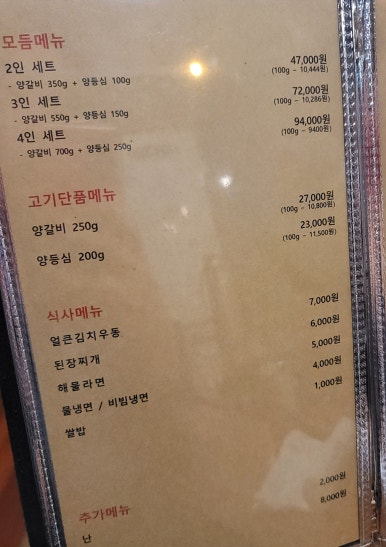 모듬메뉴
2인 세트 47,000원
- 양갈비 350g + 양등심 100g (100g - 10,444원)
3인 세트 72,000원
- 양갈비 550g + 양등심 150g (100g - 10,286원)
4인 세트 94,000원
- 양갈비 700g + 양등심 250g (100g - 9400원)
고기단품메뉴
양갈비 250g 27,000원
(100g - 10,800원)
양등심 200g 23,000원
(100g - 11,500원)
식사메뉴
얼큰김치우동 7,000원
된장찌개 6,000원
해물라면 5,000원
물냉면 / 비빔냉면 4,000원
쌀밥 1,000원
추가메뉴
난 2,000원
8,000원